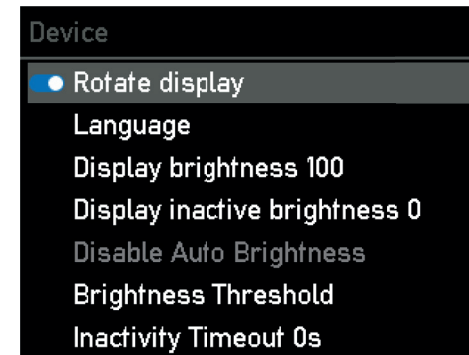 Device
Rotate display
Language
Display brightness 100
Display inactive brightness 0
Disable Auto Brightness
Brightness Threshold
Inactivity Timeout 0s